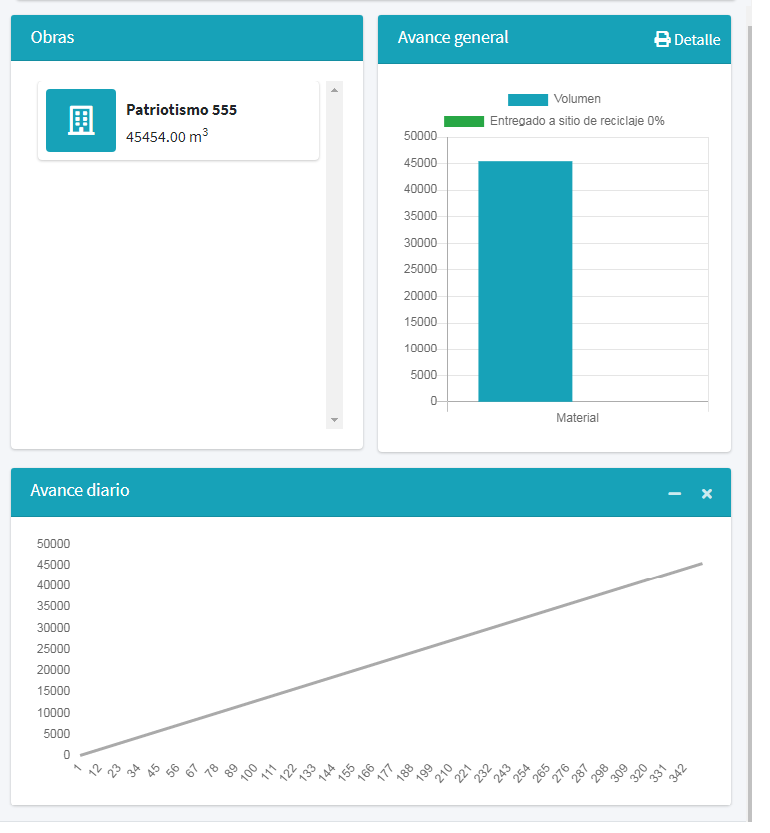 Obras
Patriotismo 555
45454.00 m³
Avance general
Detalle
Volumen
Entregado a sitio de reciclaje 0%
50000
45000
40000
35000
30000
25000
20000
15000
10000
5000
0
Material
Avance diario
50000
45000
40000
35000
30000
25000
20000
15000
10000
5000
0
1 12 23 34 45 56 67 78 89 100 111 122 133 144 155 166 177 188 199 210 221 232 243 254 265 276 287 298 309 320 331 342